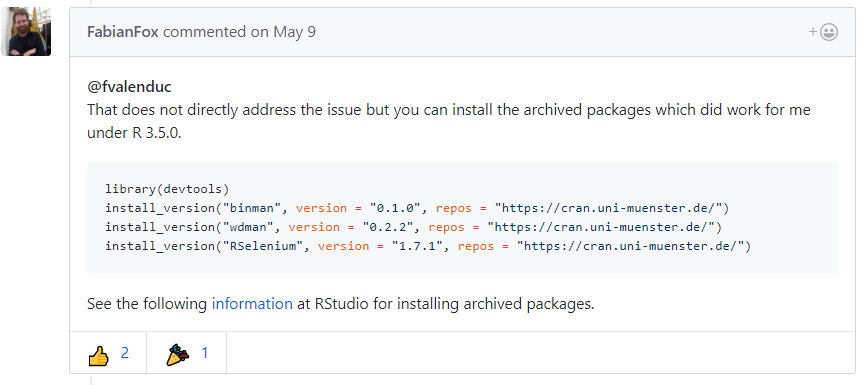 FabianFox commented on May 9
@fvalenduc
That does not directly address the issue but you can install the archived packages which did work for me
under R 3.5.0.
library(devtools)
install_version("binman", version = "0.1.0", repos = "https://cran.uni-muenster.de/")
install_version("wdman", version = "0.2.2", repos = "https://cran.uni-muenster.de/")
install_version("RSelenium", version = "1.7.1", repos = "https://cran.uni-muenster.de/")
See the following information at RStudio for installing archived packages.
2 1